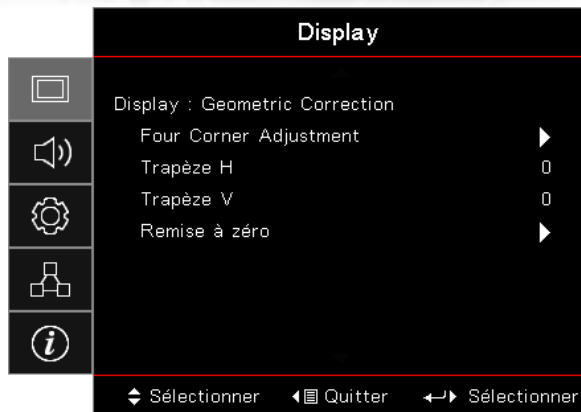 Display
Display : Geometric Correction
Four Corner Adjustment
Trapèze H 0
Trapèze V 0
Remise à zéro
Sélectionner Quitter Sélectionner